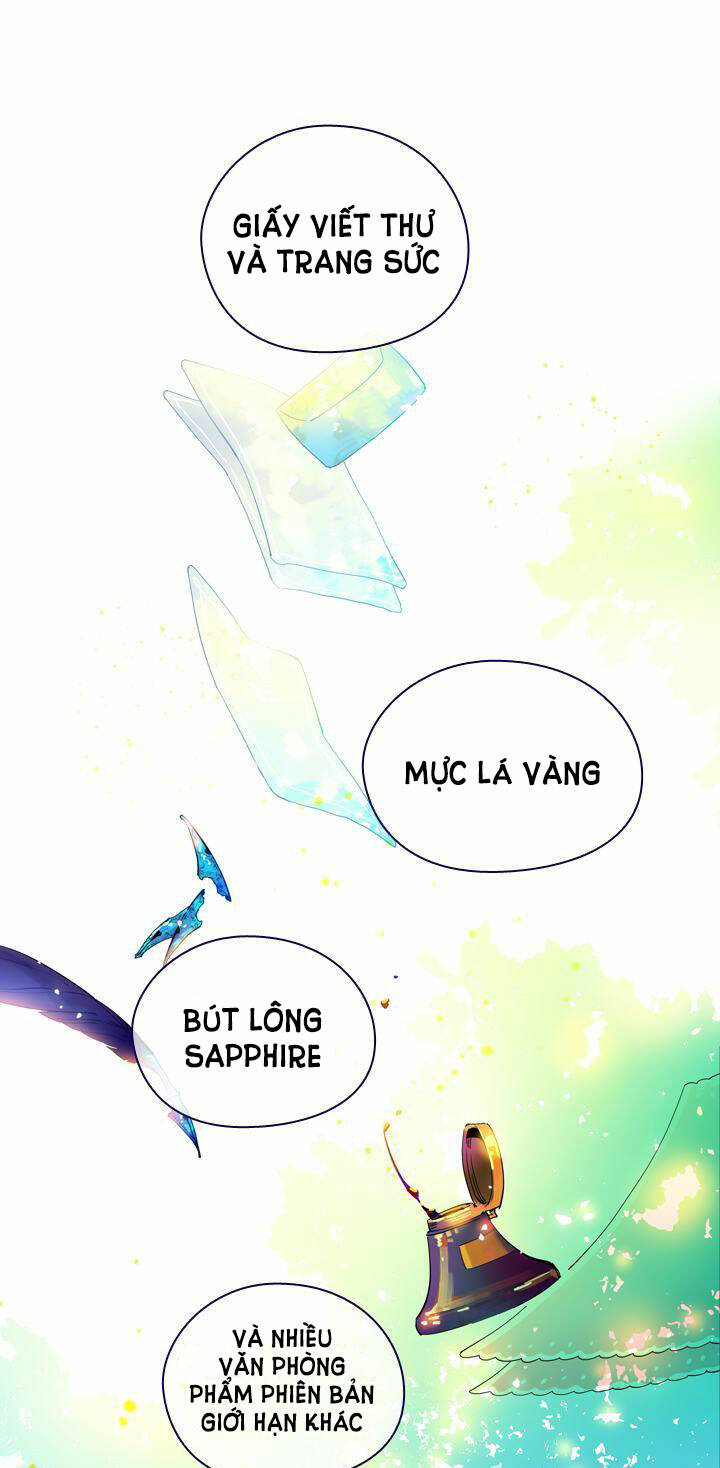 GIẤY VIẾT THƯ
VÀ TRANG SỨC
MỰC LÁ VÀNG
BÚT LÔNG
SAPPHIRE
VÀ NHIỀU
VĂN PHÒNG
PHẨM PHIÊN BẢN
GIỚI HẠN KHÁC